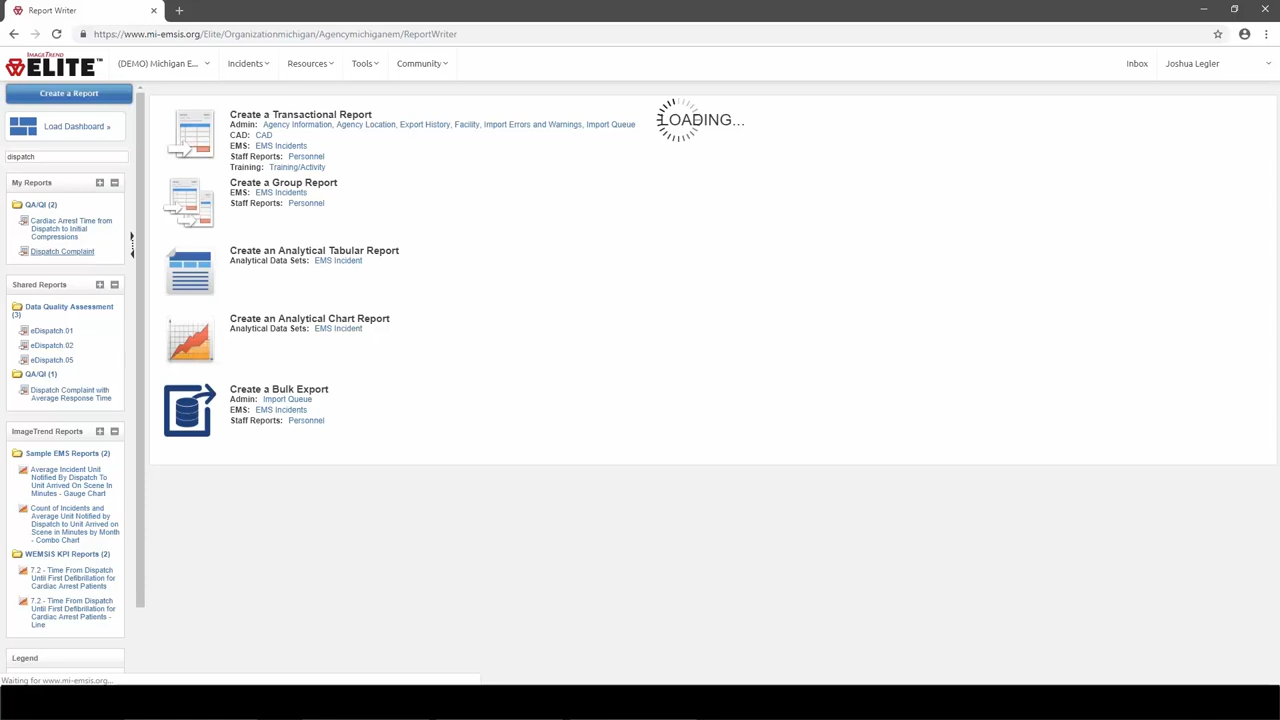 Report Writer
https://www.mi-emsis.org/Elite/Organizationmichigan/Agencymichiganem/ReportWriter
IMAGETREND
ELITE™
(DEMO) Michigan E...
Incidents
Resources
Tools
Community
Inbox
Joshua Legler
Create a Report
Load Dashboard »
dispatch
My Reports
QA/QI (2)
Cardiac Arrest Time from
Dispatch to Initial
Compressions
Dispatch Complaint
Shared Reports
Data Quality Assessment
(3)
eDispatch.01
eDispatch.02
eDispatch.05
QA/QI (1)
Dispatch Complaint with
Average Response Time
ImageTrend Reports
Sample EMS Reports (2)
Average Incident Unit
Notified By Dispatch To
Unit Arrived On Scene In
Minutes - Gauge Chart
Count of Incidents and
Average Unit Notified by
Dispatch to Unit Arrived on
Scene in Minutes by Month
- Combo Chart
WEMSIS KPI Reports (2)
7.2 - Time From Dispatch
Until First Defibrillation for
Cardiac Arrest Patients
7.2 - Time From Dispatch
Until First Defibrillation for
Cardiac Arrest Patients -
Line
Legend
Create a Transactional Report
Admin: Agency Information, Agency Location, Export History, Facility, Import Errors and Warnings, Import Queue
CAD: CAD
EMS: EMS Incidents
Staff Reports: Personnel
Training: Training/Activity
Create a Group Report
EMS: EMS Incidents
Staff Reports: Personnel
Create an Analytical Tabular Report
Analytical Data Sets: EMS Incident
Create an Analytical Chart Report
Analytical Data Sets: EMS Incident
Create a Bulk Export
Admin: Import Queue
EMS: EMS Incidents
Staff Reports: Personnel
LOADING...
Waiting for www.mi-emsis.org...